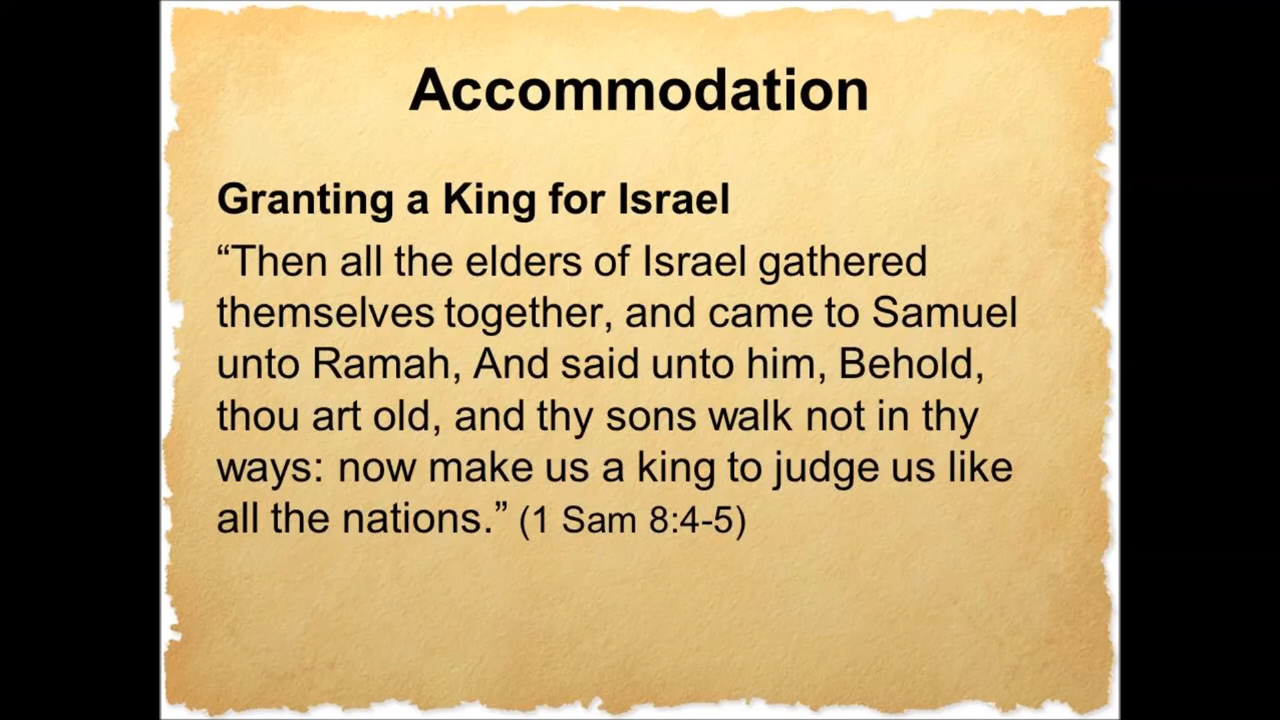 Accommodation
Granting a King for Israel
“Then all the elders of Israel gathered
themselves together, and came to Samuel
unto Ramah, And said unto him, Behold,
thou art old, and thy sons walk not in thy
ways: now make us a king to judge us like
all the nations.” (1 Sam 8:4-5)